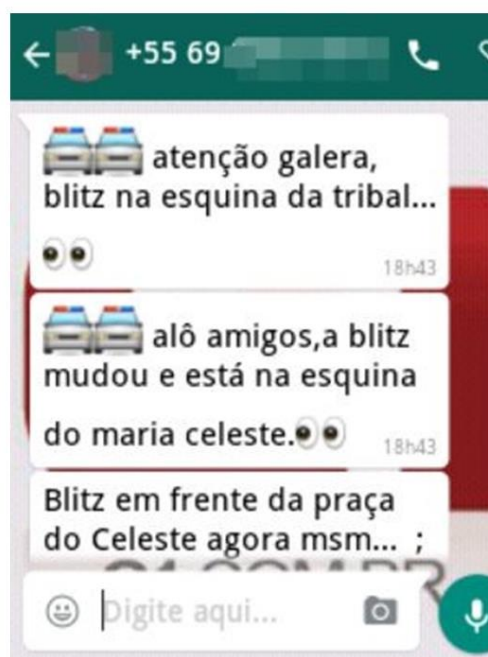 +55 69
atenção galera,
blitz na esquina da tribal...
18h43
alô amigos,a blitz
mudou e está na esquina
do maria celeste.
18h43
Blitz em frente da praça
do Celeste agora msm... ;
Digite aqui...